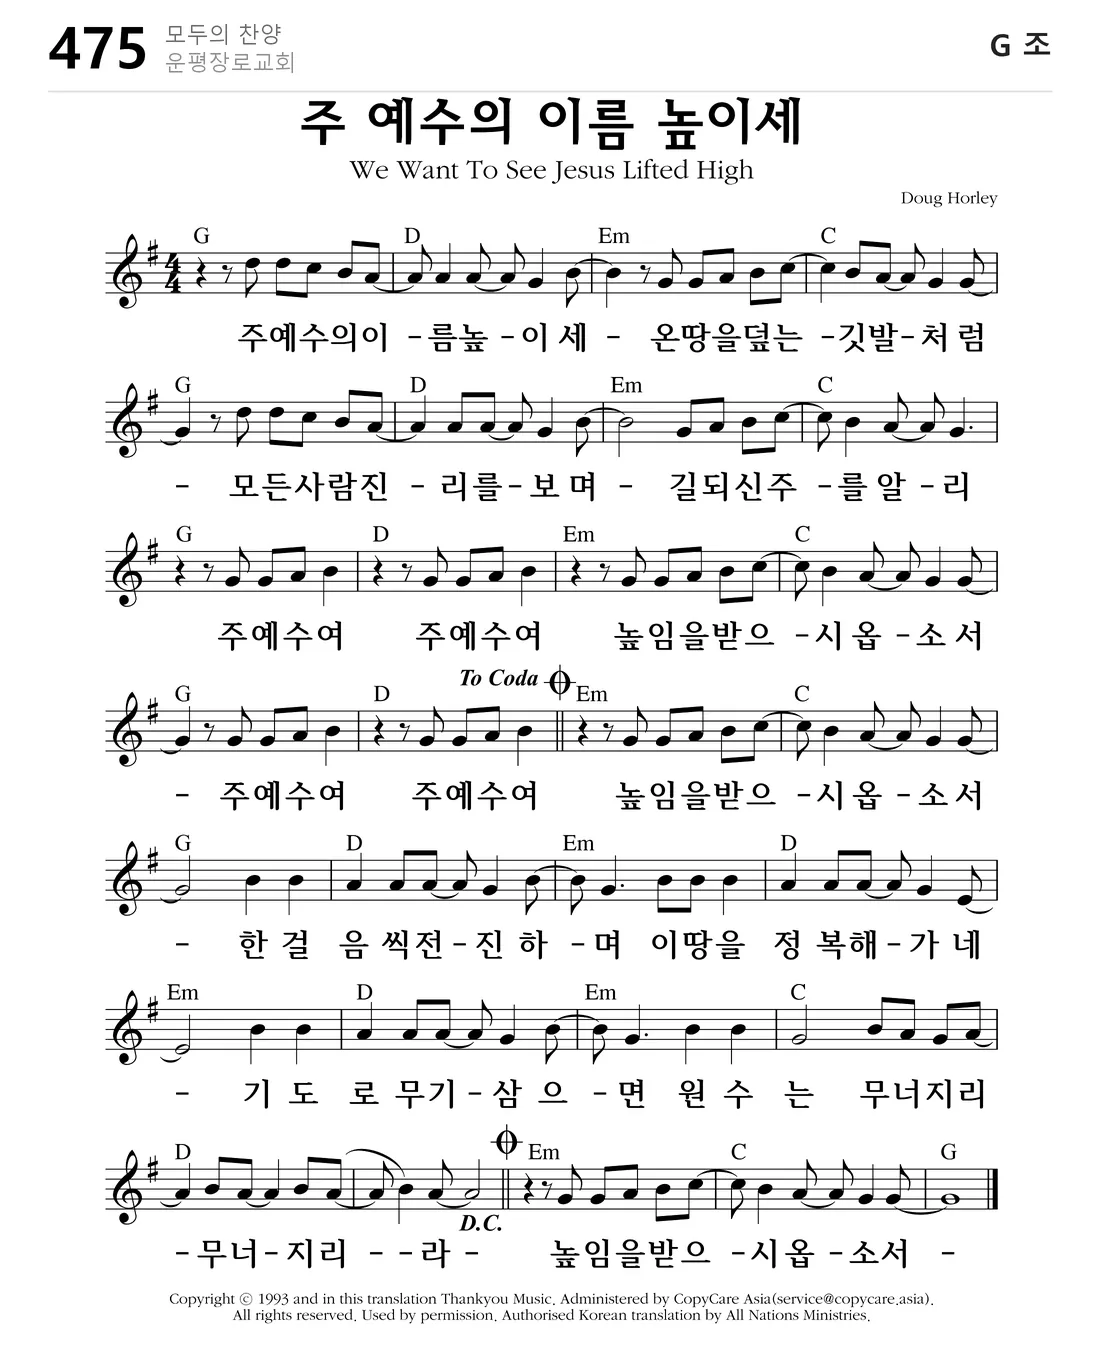 475
모두의 찬양
운평장로교회
G 조
주 예수의 이름 높이세
We Want To See Jesus Lifted High
Doug Horley
G D Em C
주예수의이 -름높 -이 세 - 온땅을덮는 -깃발-처 럼
G D Em C
- 모든사람진 - 리를-보 며 - 길되신주 -를 알 -리
G D Em C
주예수여 주예수여 높임을받으 -시 옵 -소 서
To Coda
G D Em C
- 주예수여 주예수여 높임을받으 -시 옵 -소 서
G D Em D
- 한 걸 음 씩전-진 하 -며 이땅을 정 복해-가 네
Em D Em C
- 기 도 로 무기-삼 으 -면 원 수 는 무너지리
D Em C G
D.C.
-무너-지리 --라 - 높임을받으 -시옵 -소서 -
Copyright ⓒ 1993 and in this translation Thankyou Music. Administered by CopyCare Asia(service@copycare.asia).
All rights reserved. Used by permission. Authorised Korean translation by All Nations Ministries.